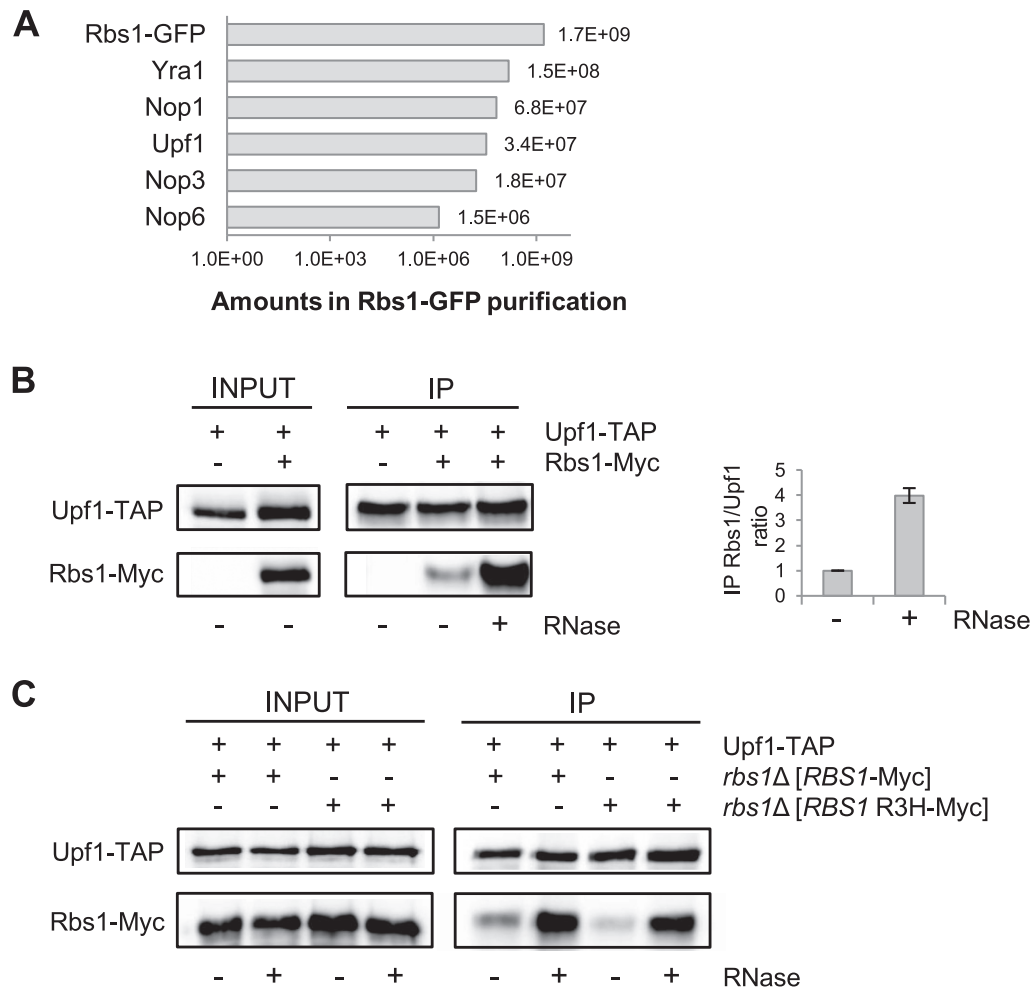 A
Rbs1-GFP 1.7E+09
Yra1 1.5E+08
Nop1 6.8E+07
Upf1 3.4E+07
Nop3 1.8E+07
Nop6 1.5E+06
1.0E+00 1.0E+03 1.0E+06 1.0E+09
Amounts in Rbs1-GFP purification
B
INPUT IP
+ + + + + Upf1-TAP
- + - + + Rbs1-Myc
Upf1-TAP
Rbs1-Myc
- - - - + RNase
IP Rbs1/Upf1
ratio
5
4
3
2
1
0
- + RNase
C
INPUT IP
+ + + + + + + + Upf1-TAP
+ + - - + + - - rbs1Δ [RBS1-Myc]
- - + + - - + + rbs1Δ [RBS1 R3H-Myc]
Upf1-TAP
Rbs1-Myc
- + - + - + - + RNase